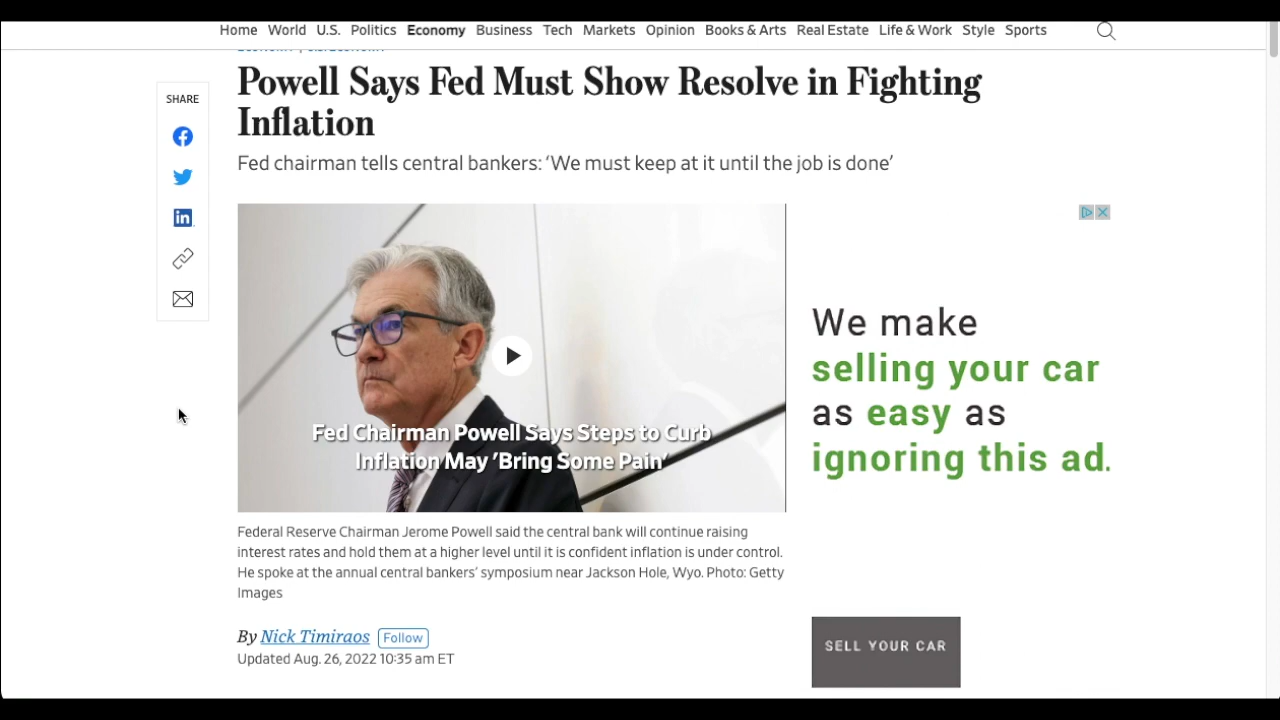 Home World U.S. Politics Economy Business Tech Markets Opinion Books & Arts Real Estate Life & Work Style Sports
Powell Says Fed Must Show Resolve in Fighting
Inflation
Fed chairman tells central bankers: ‘We must keep at it until the job is done’
SHARE
in
Fed Chairman Powell Says Steps to Curb
Inflation May 'Bring Some Pain'
Federal Reserve Chairman Jerome Powell said the central bank will continue raising
interest rates and hold them at a higher level until it is confident inflation is under control.
He spoke at the annual central bankers’ symposium near Jackson Hole, Wyo. Photo: Getty
Images
By Nick Timiraos Follow
Updated Aug. 26, 2022 10:35 am ET
We make
selling your car
as easy as
ignoring this ad.
SELL YOUR CAR